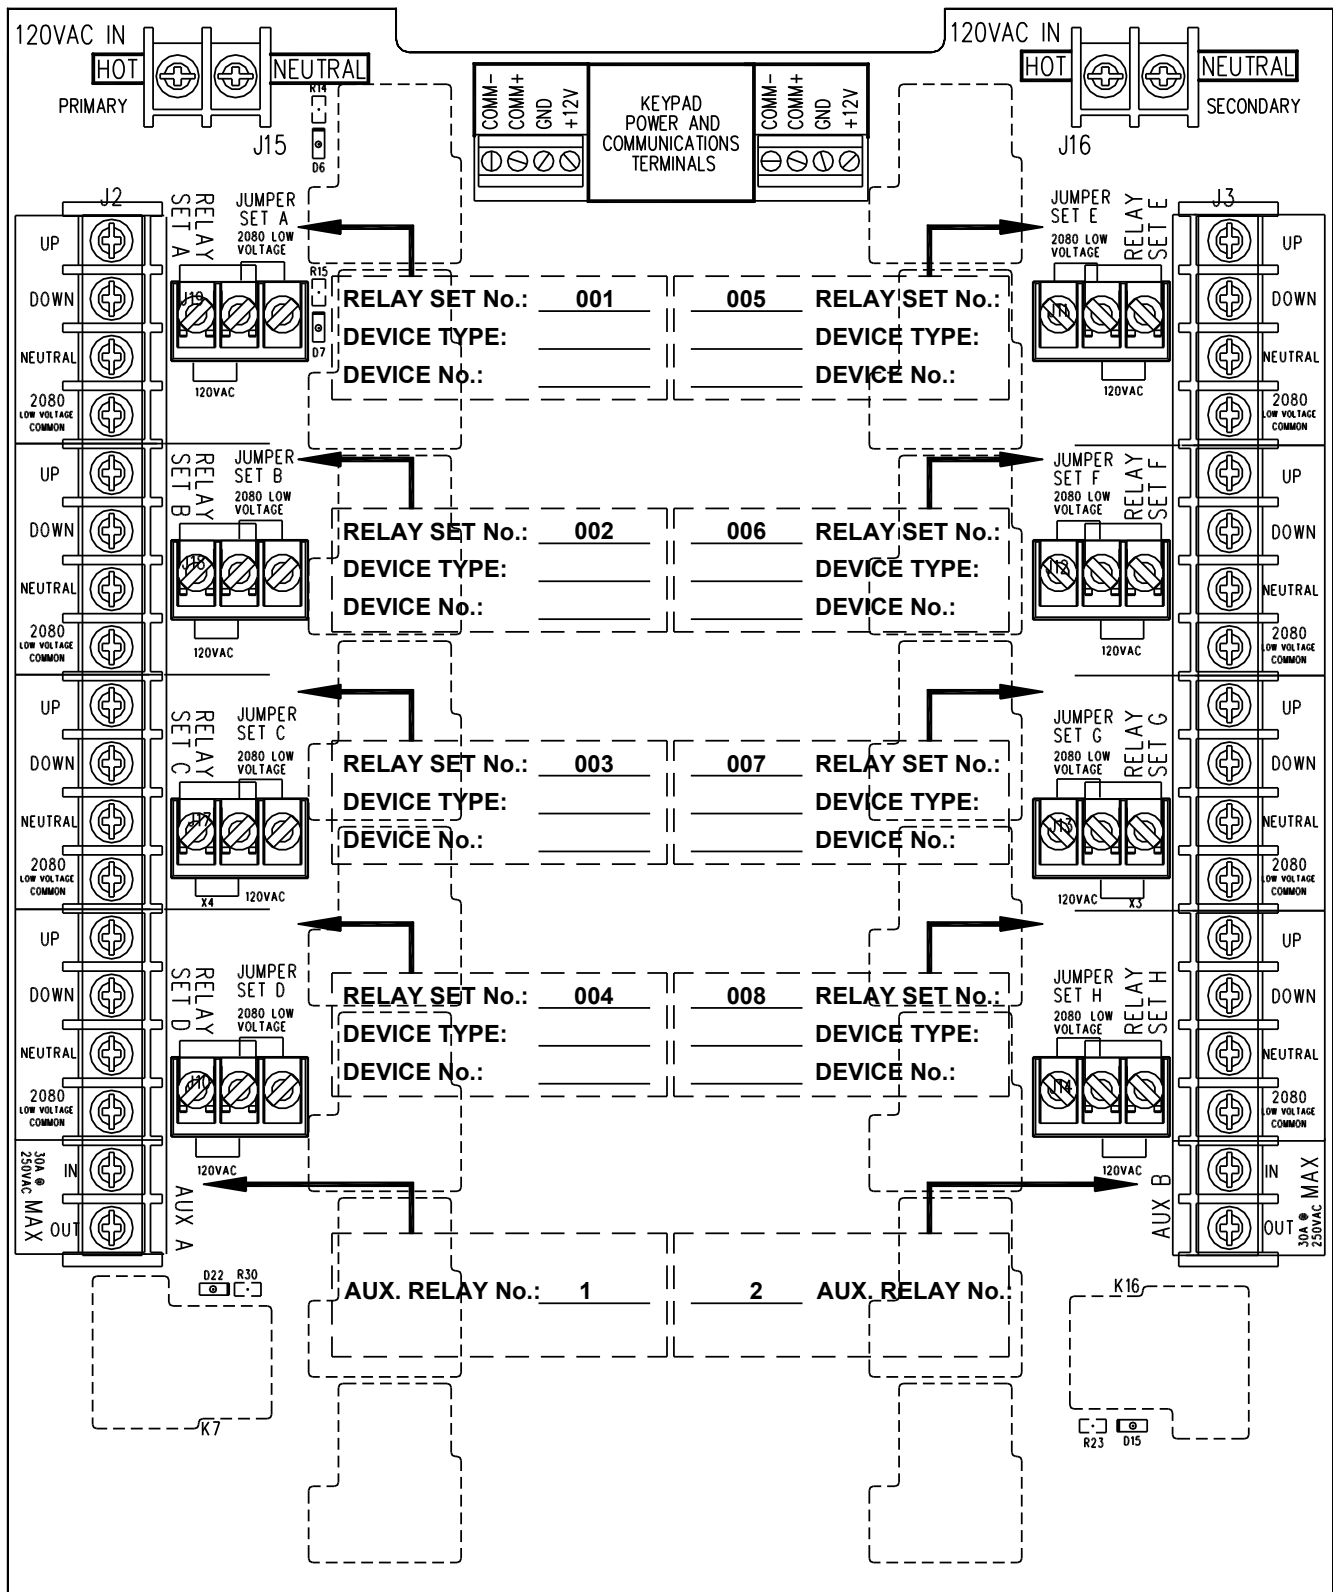 120VAC IN
HOT
NEUTRAL
PRIMARY
J15
R14
D6
COMM-
COMM+
GND
+12V
KEYPAD
POWER AND
COMMUNICATIONS
TERMINALS
COMM-
COMM+
GND
+12V
120VAC IN
HOT
NEUTRAL
SECONDARY
J16
J2
UP
DOWN
NEUTRAL
2080
LOW VOLTAGE
COMMON
RELAY
SET A
JUMPER
SET A
2080 LOW
VOLTAGE
J19
120VAC
R15
D7
RELAY SET No.: 001
DEVICE TYPE:
DEVICE No.:
005 RELAY SET No.:
DEVICE TYPE:
DEVICE No.:
JUMPER
SET E
2080 LOW
VOLTAGE
RELAY
SET E
J11
120VAC
J3
UP
DOWN
NEUTRAL
2080
LOW VOLTAGE
COMMON
UP
DOWN
NEUTRAL
2080
LOW VOLTAGE
COMMON
RELAY
SET B
JUMPER
SET B
2080 LOW
VOLTAGE
J18
120VAC
RELAY SET No.: 002
DEVICE TYPE:
DEVICE No.:
006 RELAY SET No.:
DEVICE TYPE:
DEVICE No.:
JUMPER
SET F
2080 LOW
VOLTAGE
RELAY
SET F
J12
120VAC
UP
DOWN
NEUTRAL
2080
LOW VOLTAGE
COMMON
UP
DOWN
NEUTRAL
2080
LOW VOLTAGE
COMMON
RELAY
SET C
JUMPER
SET C
2080 LOW
VOLTAGE
J17
X4
120VAC
RELAY SET No.: 003
DEVICE TYPE:
DEVICE No.:
007 RELAY SET No.:
DEVICE TYPE:
DEVICE No.:
JUMPER
SET G
2080 LOW
VOLTAGE
RELAY
SET G
J13
120VAC
X3
UP
DOWN
NEUTRAL
2080
LOW VOLTAGE
COMMON
UP
DOWN
NEUTRAL
2080
LOW VOLTAGE
COMMON
RELAY
SET D
JUMPER
SET D
2080 LOW
VOLTAGE
J10
120VAC
RELAY SET No.: 004
DEVICE TYPE:
DEVICE No.:
008 RELAY SET No.:
DEVICE TYPE:
DEVICE No.:
JUMPER
SET H
2080 LOW
VOLTAGE
RELAY
SET H
J14
120VAC
UP
DOWN
NEUTRAL
2080
LOW VOLTAGE
COMMON
30A @
250VAC MAX
IN
OUT
AUX A
AUX B
IN
OUT
30A @
250VAC MAX
D22 R30
K7
AUX. RELAY No.: 1
2 AUX. RELAY No.:
K16
R23 D15